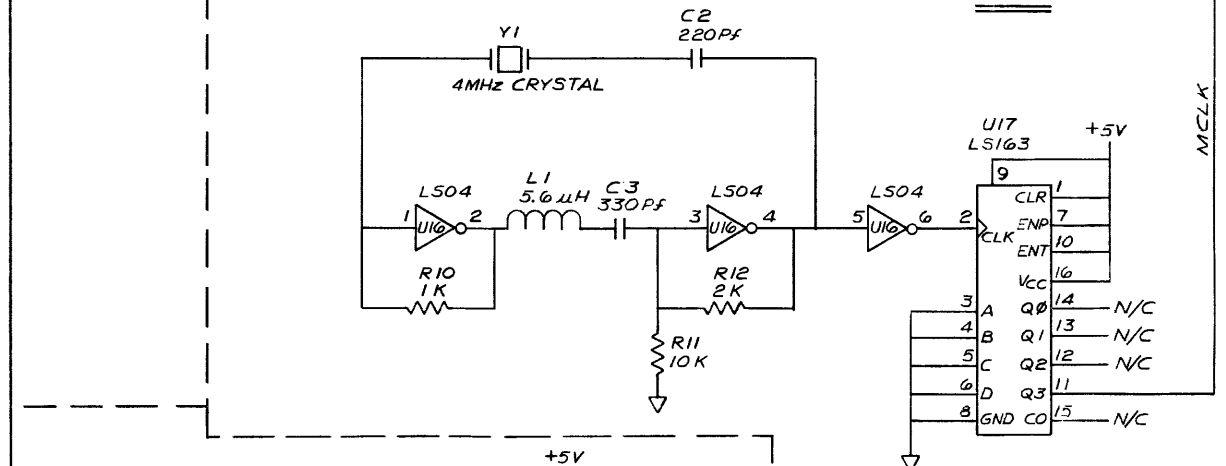 C2
220Pf
Y1
4MHz CRYSTAL
U17
LS163
+5V
MCLK
9
L1
5.6 µH
C3
330Pf
LS04
1
U16
2
LS04
3
U16
4
LS04
5
U16
6
2
CLK
CLR
1
ENP
7
ENT
10
VCC
16
R10
1K
R12
2K
R11
10K
3
A
QØ
14
N/C
4
B
Q1
13
N/C
5
C
Q2
12
N/C
6
D
Q3
11
8
GND
CO
15
N/C
+5V